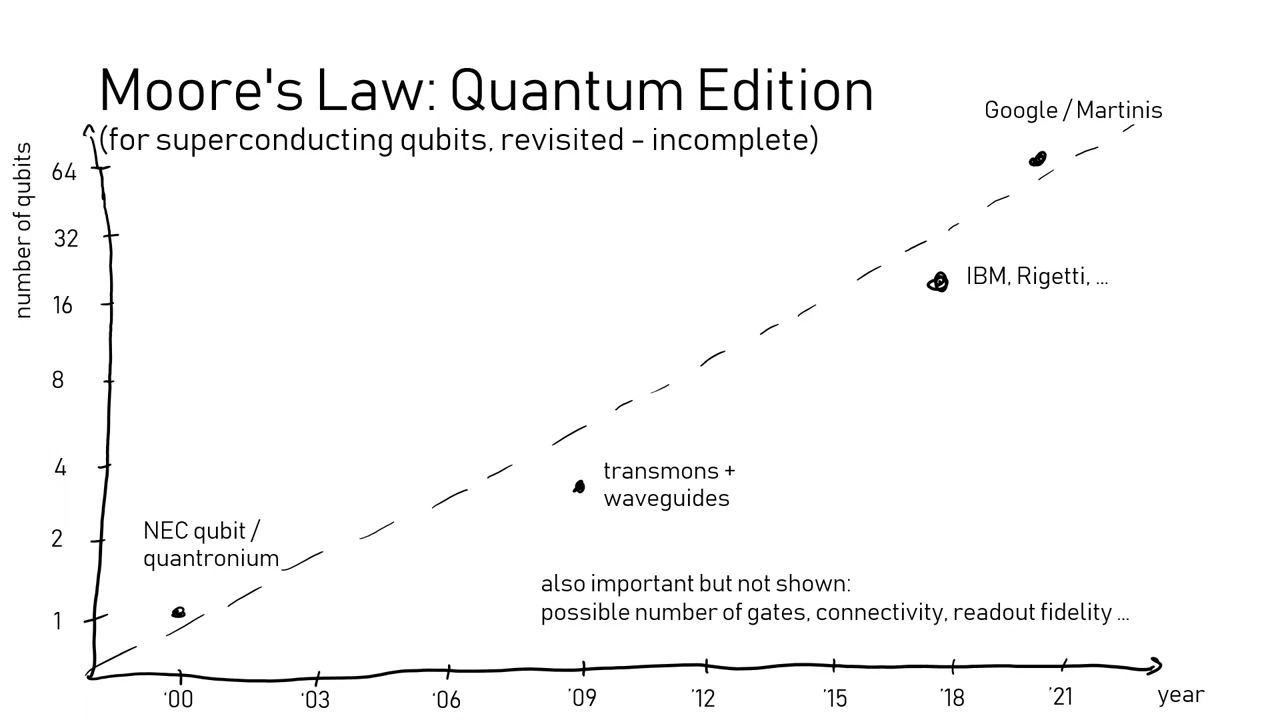 Moore's Law: Quantum Edition
(for superconducting qubits, revisited - incomplete)
Google / Martinis
number of qubits
64
32
16
8
4
2
1
IBM, Rigetti, ...
transmons +
waveguides
NEC qubit /
quantronium
also important but not shown:
possible number of gates, connectivity, readout fidelity ...
'00
'03
'06
'09
'12
'15
'18
'21
year